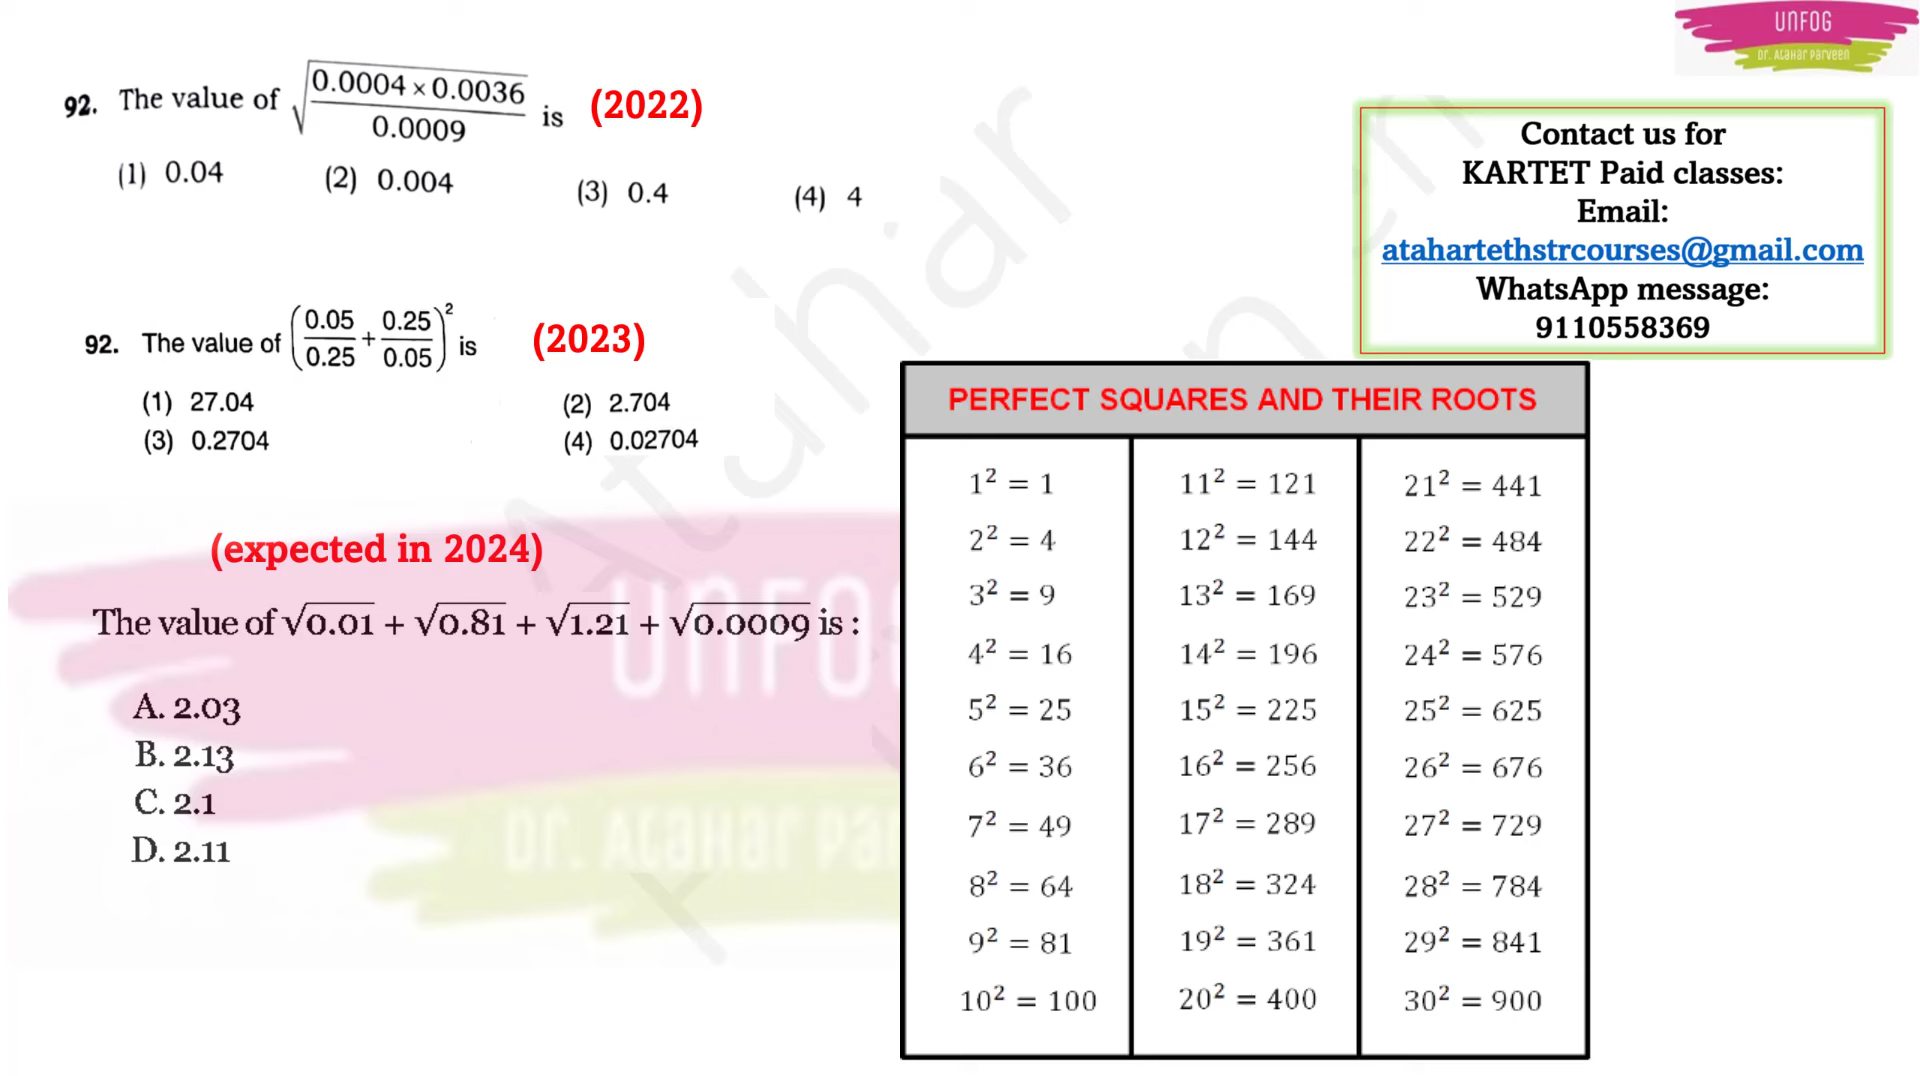 UNFOG
Dr. Atahar Parveen
92. The value of √((0.0004 × 0.0036)/0.0009) is (2022)
(1) 0.04 (2) 0.004 (3) 0.4 (4) 4
Contact us for
KARTET Paid classes:
Email:
atahartethstrcourses@gmail.com
WhatsApp message:
9110558369
92. The value of (0.05/0.25 + 0.25/0.05)² is (2023)
(1) 27.04 (2) 2.704
(3) 0.2704 (4) 0.02704
(expected in 2024)
The value of √0.01 + √0.81 + √1.21 + √0.0009 is :
A. 2.03
B. 2.13
C. 2.1
D. 2.11
PERFECT SQUARES AND THEIR ROOTS
1² = 1 11² = 121 21² = 441
2² = 4 12² = 144 22² = 484
3² = 9 13² = 169 23² = 529
4² = 16 14² = 196 24² = 576
5² = 25 15² = 225 25² = 625
6² = 36 16² = 256 26² = 676
7² = 49 17² = 289 27² = 729
8² = 64 18² = 324 28² = 784
9² = 81 19² = 361 29² = 841
10² = 100 20² = 400 30² = 900